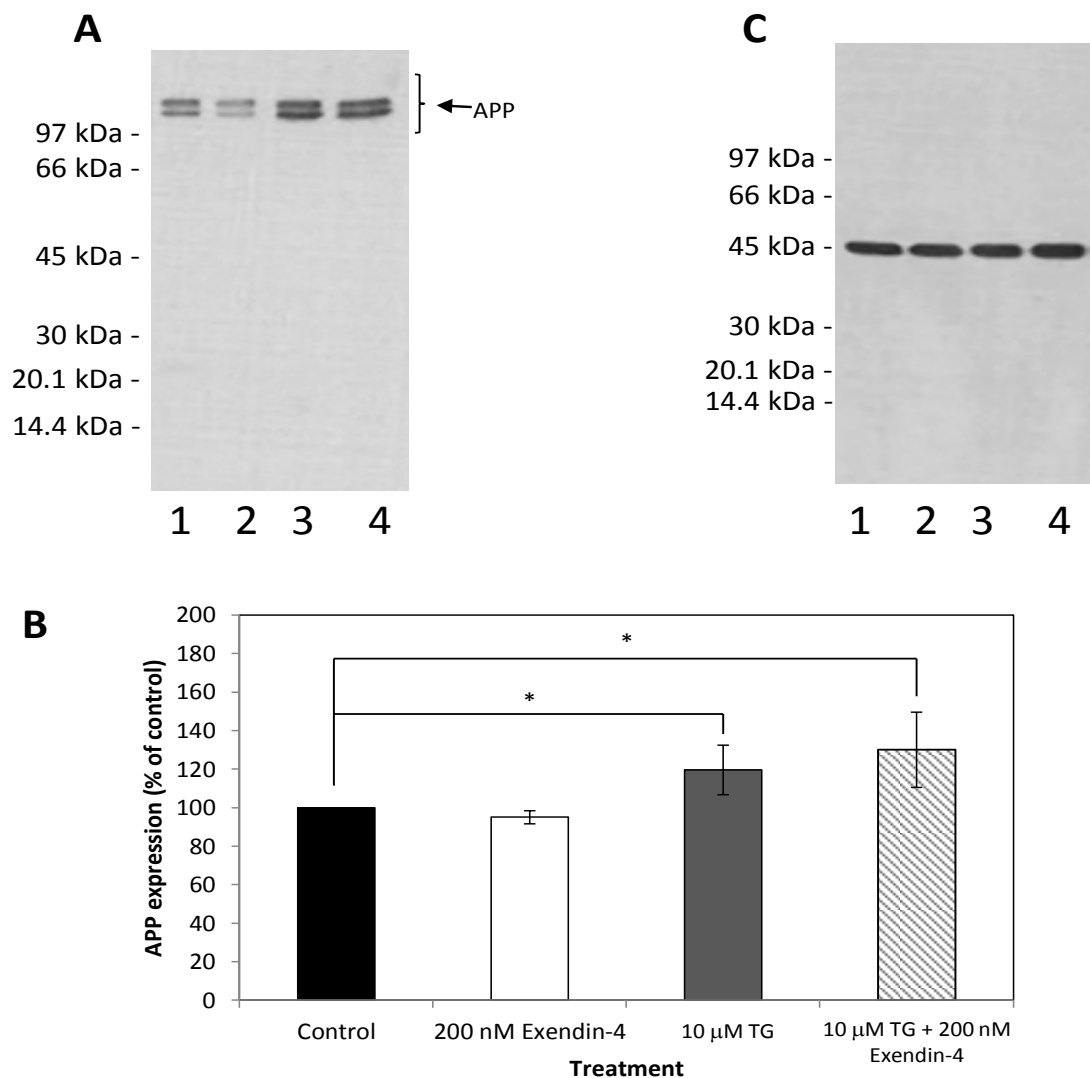 A
APP
97 kDa -
66 kDa -
45 kDa -
30 kDa -
20.1 kDa -
14.4 kDa -
1 2 3 4
C
97 kDa -
66 kDa -
45 kDa -
30 kDa -
20.1 kDa -
14.4 kDa -
1 2 3 4
B
APP expression (% of control)
200
180
160
140
120
100
80
60
40
20
0
*
*
Control
200 nM Exendin-4
10 μM TG
10 μM TG + 200 nM
Exendin-4
Treatment